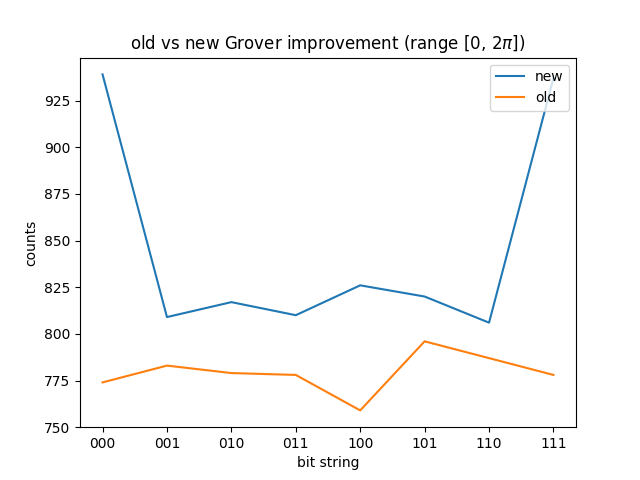 old vs new Grover improvement (range [0, 2π])
new
old
925
900
875
850
825
800
775
750
counts
000 001 010 011 100 101 110 111
bit string